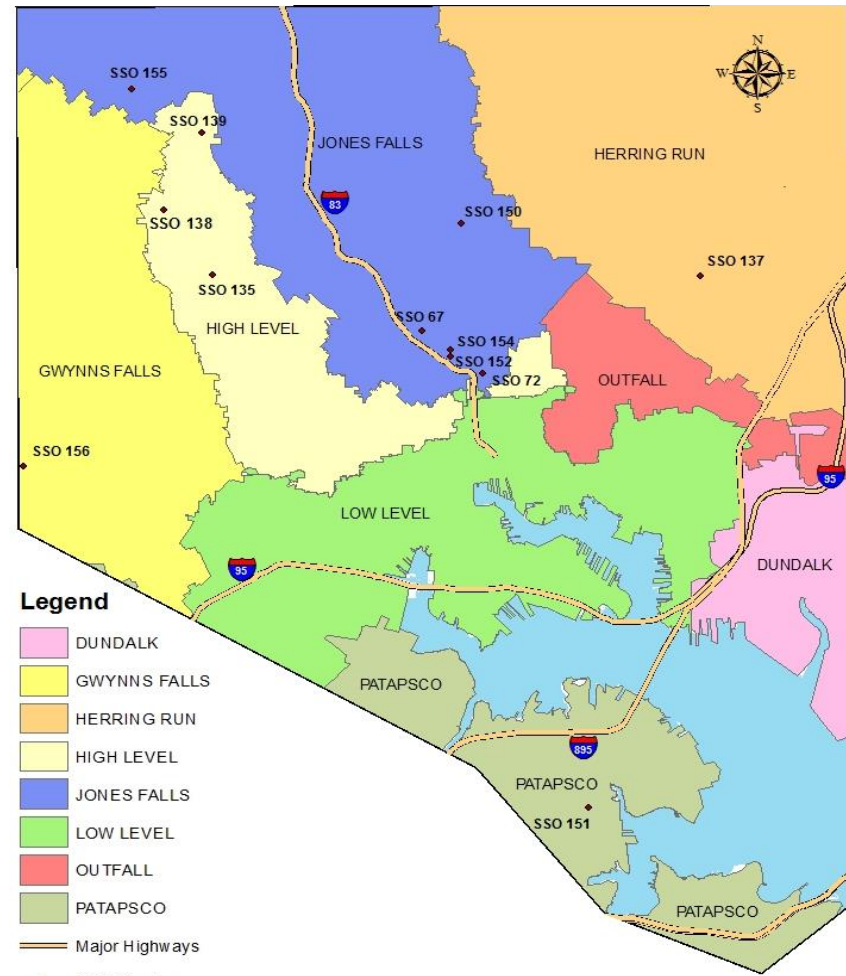 N
W E
S
SSO 155
SSO 139
JONES FALLS
HERRING RUN
83
SSO 138
SSO 150
SSO 137
SSO 135
SSO 67
HIGH LEVEL
SSO 154
SSO 152
GWYNNS FALLS
SSO 72
OUTFALL
SSO 156
95
LOW LEVEL
DUNDALK
95
PATAPSCO
895
PATAPSCO
SSO 151
PATAPSCO
Legend
DUNDALK
GWYNNS FALLS
HERRING RUN
HIGH LEVEL
JONES FALLS
LOW LEVEL
OUTFALL
PATAPSCO
Major Highways